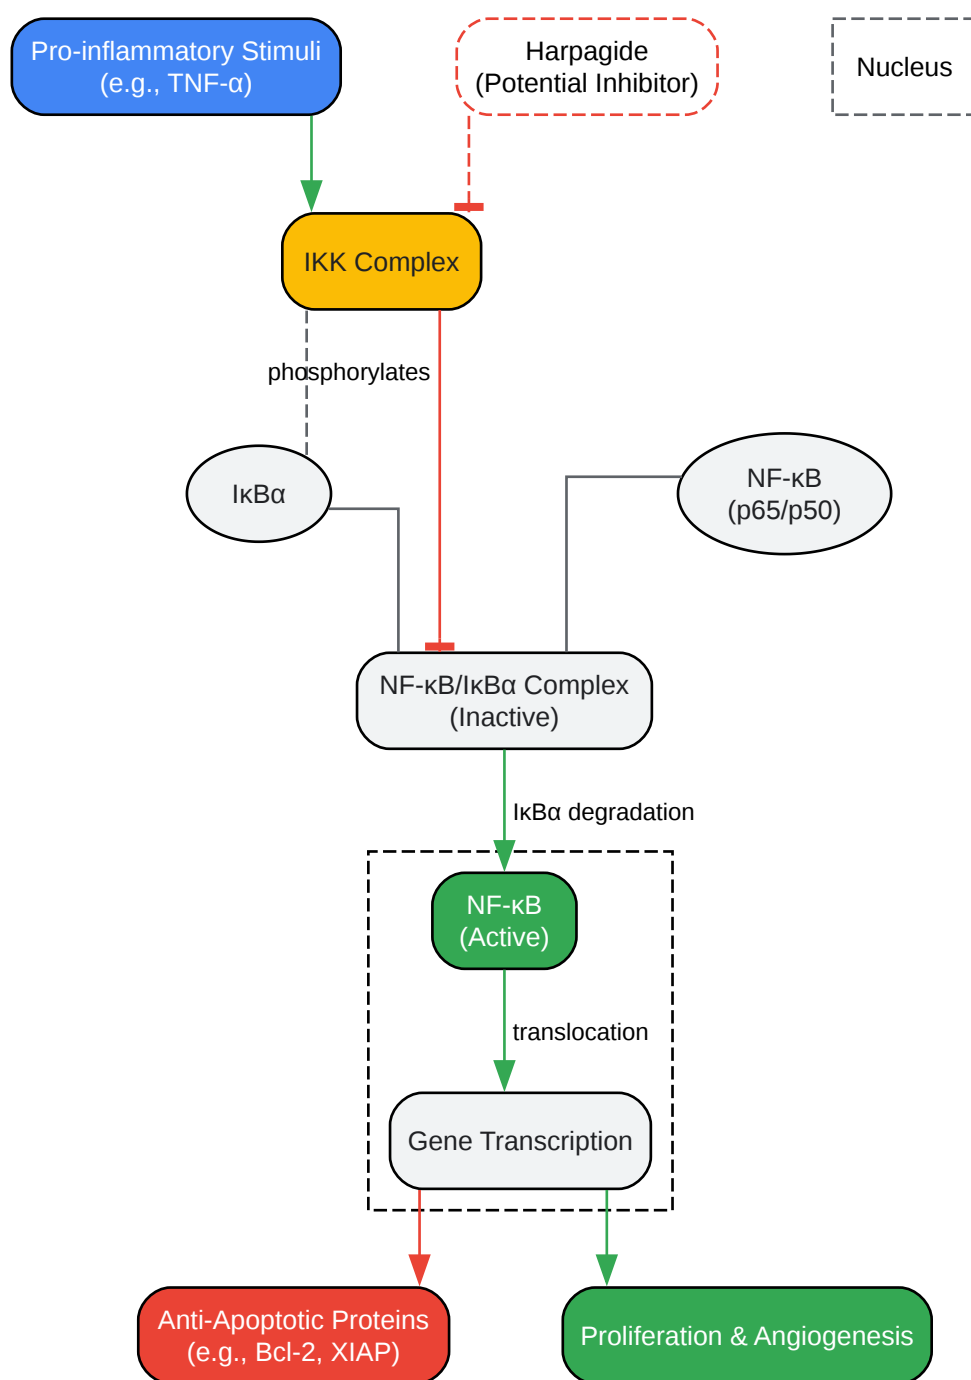 Pro-inflammatory Stimuli
(e.g., TNF-α)
Harpagide
(Potential Inhibitor)
Nucleus
IKK Complex
phosphorylates
IκBα
NF-κB
(p65/p50)
NF-κB/IκBα Complex
(Inactive)
IκBα degradation
NF-κB
(Active)
translocation
Gene Transcription
Anti-Apoptotic Proteins
(e.g., Bcl-2, XIAP)
Proliferation & Angiogenesis